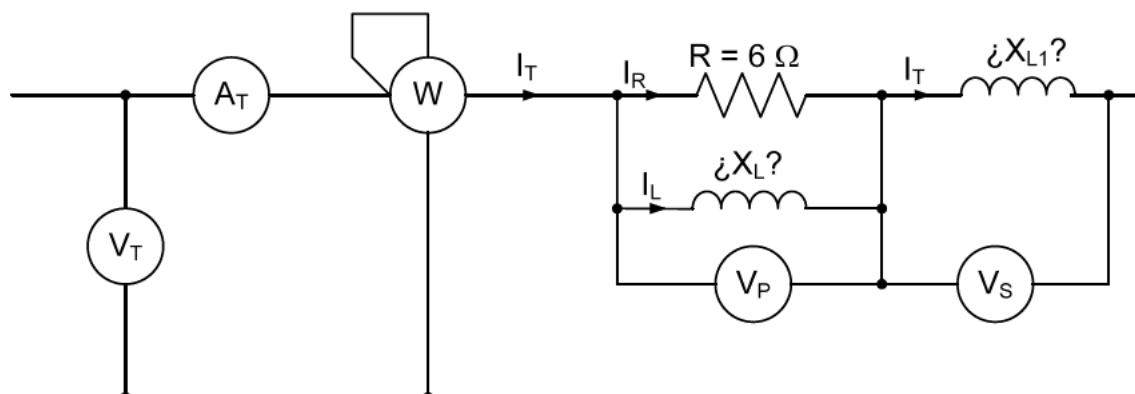 ¿X_L1?
R = 6 Ω
I_T
I_R
I_T
A_T
W
¿X_L?
I_L
V_T
V_P
V_S